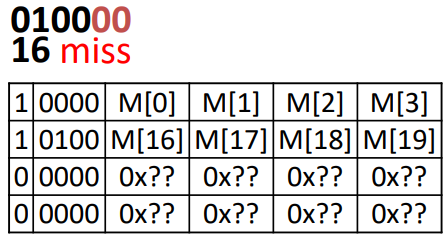 010000
16 miss
1 0000 M[0] M[1] M[2] M[3]
1 0100 M[16] M[17] M[18] M[19]
0 0000 0x?? 0x?? 0x?? 0x??
0 0000 0x?? 0x?? 0x?? 0x??